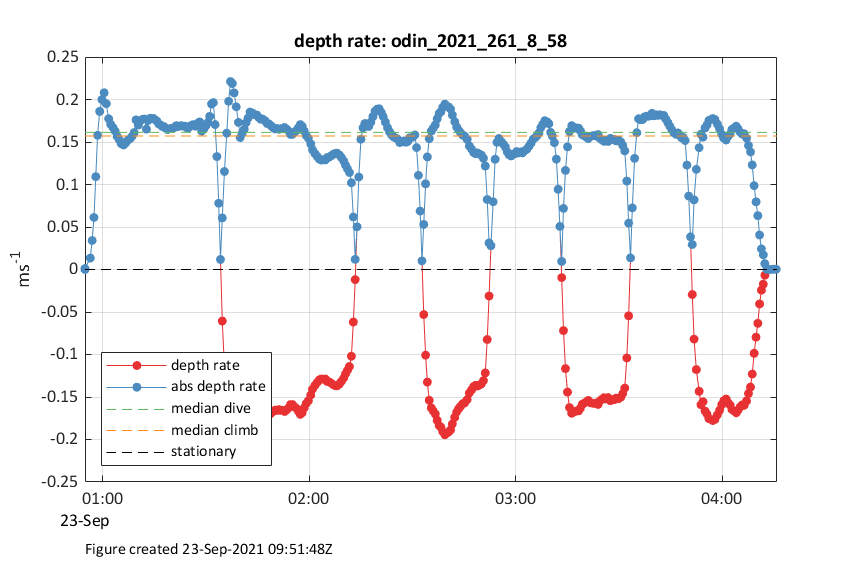 depth rate: odin_2021_261_8_58
0.25
0.2
0.15
0.1
0.05
0
-0.05
-0.1
-0.15
-0.2
-0.25
ms-1
depth rate
abs depth rate
median dive
median climb
stationary
01:00 02:00 03:00 04:00
23-Sep
Figure created 23-Sep-2021 09:51:48Z